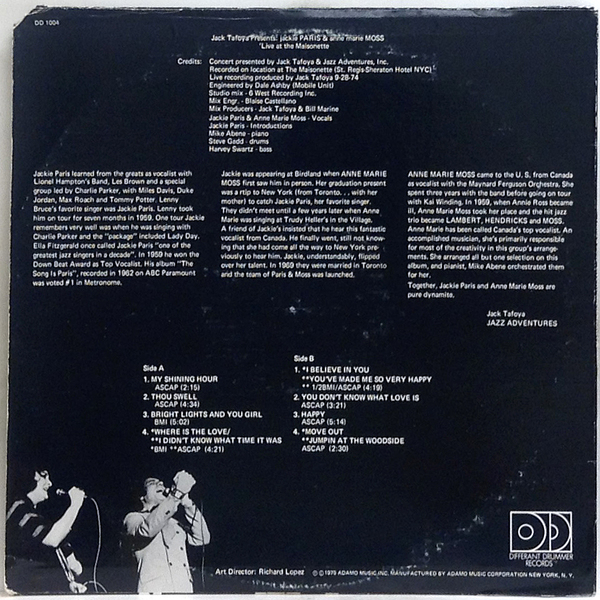 DD 1004
Jack Tafoya Presents: jackie PARIS & anne marie MOSS
'Live at the Maisonette
Credits: Concert presented by Jack Tafoya & Jazz Adventures, Inc.
Recorded on location at The Maisonette (St. Regis-Sheraton Hotel NYC)
Live recording produced by Jack Tafoya 9-28-74
Engineered by Dale Ashby (Mobile Unit)
Studio mix - 6 West Recording Inc.
Mix Engr. - Blaise Castellano
Mix Producers - Jack Tafoya & Bill Marine
Jackie Paris & Anne Marie Moss - Vocals
Jackie Paris - Introductions
Mike Abene - piano
Steve Gadd - drums
Harvey Swartz - bass
Jackie Paris learned from the greats as vocalist with
Lionel Hampton's Band, Les Brown and a special
group led by Charlie Parker, with Miles Davis, Duke
Jordan, Max Roach and Tommy Potter. Lenny
Bruce's favorite singer was Jackie Paris. Lenny took
him on tour for seven months in 1959. One tour Jackie
remembers very well was when he was singing with
Charlie Parker and the "package" included Lady Day.
Ella Fitzgerald once called Jackie Paris "one of the
greatest jazz singers in a decade". In 1959 he won the
Down Beat Award as Top Vocalist. His album "The
Song Is Paris", recorded in 1962 on ABC Paramount
was voted #1 in Metronome.
Jackie was appearing at Birdland when ANNE MARIE
MOSS first saw him in person. Her graduation present
was a rtip to New York (from Toronto. . . with her
mother) to catch Jackie Paris, her favorite singer.
They didn't meet until a few years later when Anne
Marie was singing at Trudy Heller's in the Village.
A friend of Jackie's insisted that he hear this fantastic
vocalist from Canada. He finally went, still not know-
ing that she had come all the way to New York pre-
viously to hear him. Jackie, understandably, flipped
over her talent. In 1969 they were married in Toronto
and the team of Paris & Moss was launched.
ANNE MARIE MOSS came to the U.S. from Canada
as vocalist with the Maynard Ferguson Orchestra. She
spent three years with the band before going on tour
with Kai Winding. In 1959, when Annie Ross became
ill, Anne Marie Moss took her place and the hit jazz
trio became LAMBERT, HENDRICKS and MOSS.
Anne Marie has been called Canada's top vocalist. An
accomplished musician, she's primarily responsible
for most of the creativity in this group's arrange-
ments. She arranged all but one selection on this
album, and pianist, Mike Abene orchestrated them
for her.
Together, Jackie Paris and Anne Marie Moss are
pure dynamite.
Jack Tafoya
JAZZ ADVENTURES
Side A
1. MY SHINING HOUR
ASCAP (2:15)
2. THOU SWELL
ASCAP (4:34)
3. BRIGHT LIGHTS AND YOU GIRL
BMI (5:02)
4. *WHERE IS THE LOVE/
**I DIDN'T KNOW WHAT TIME IT WAS
*BMI **ASCAP (4:21)
Side B
1. *I BELIEVE IN YOU
**YOU'VE MADE ME SO VERY HAPPY
** 1/2BMI/ASCAP (4:19)
2. YOU DON'T KNOW WHAT LOVE IS
ASCAP (3:21)
3. HAPPY
ASCAP (5:14)
4. *MOVE OUT
**JUMPIN AT THE WOODSIDE
ASCAP (2:30)
DIFFERANT DRUMMER
RECORDS
Art Director: Richard Lopez
℗ © 1975 ADAMO MUSIC, INC. MANUFACTURED BY ADAMO MUSIC CORPORATION NEW YORK, N.Y.